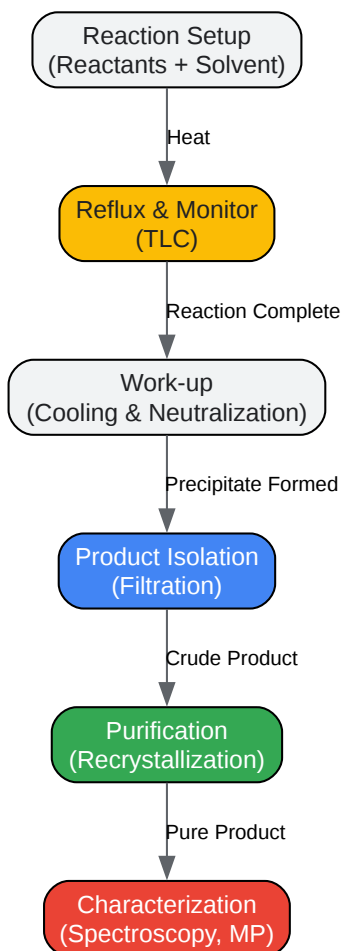 Reaction Setup
(Reactants + Solvent)
Heat
Reflux & Monitor
(TLC)
Reaction Complete
Work-up
(Cooling & Neutralization)
Precipitate Formed
Product Isolation
(Filtration)
Crude Product
Purification
(Recrystallization)
Pure Product
Characterization
(Spectroscopy, MP)